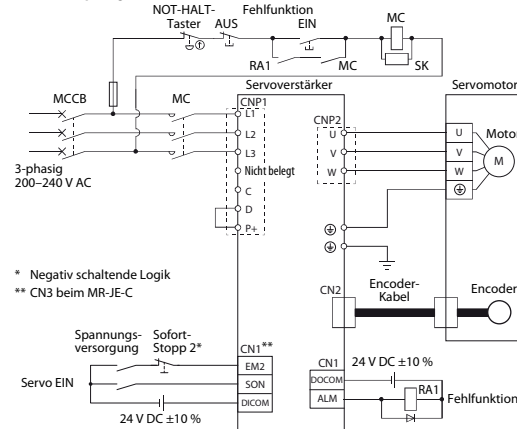 NOT-HALT-
Taster
AUS
Fehlfunktion
EIN
MC
RA1
MC
SK
Servoverstärker
Servomotor
MCCB
MC
CNP1
L1
L2
L3
Nicht belegt
C
D
P+
3-phasig
200–240 V AC
CNP2
U
V
W
U
V
W
Motor
M
* Negativ schaltende Logik
** CN3 beim MR-JE-C
CN2
Encoder-
Kabel
Encoder
Spannungs-
versorgung
Sofort-
Stopp 2*
CN1**
EM2
SON
DICOM
Servo EIN
24 V DC ±10 %
CN1
DOCOM
ALM
24 V DC ±10 %
RA1
Fehlfunktion